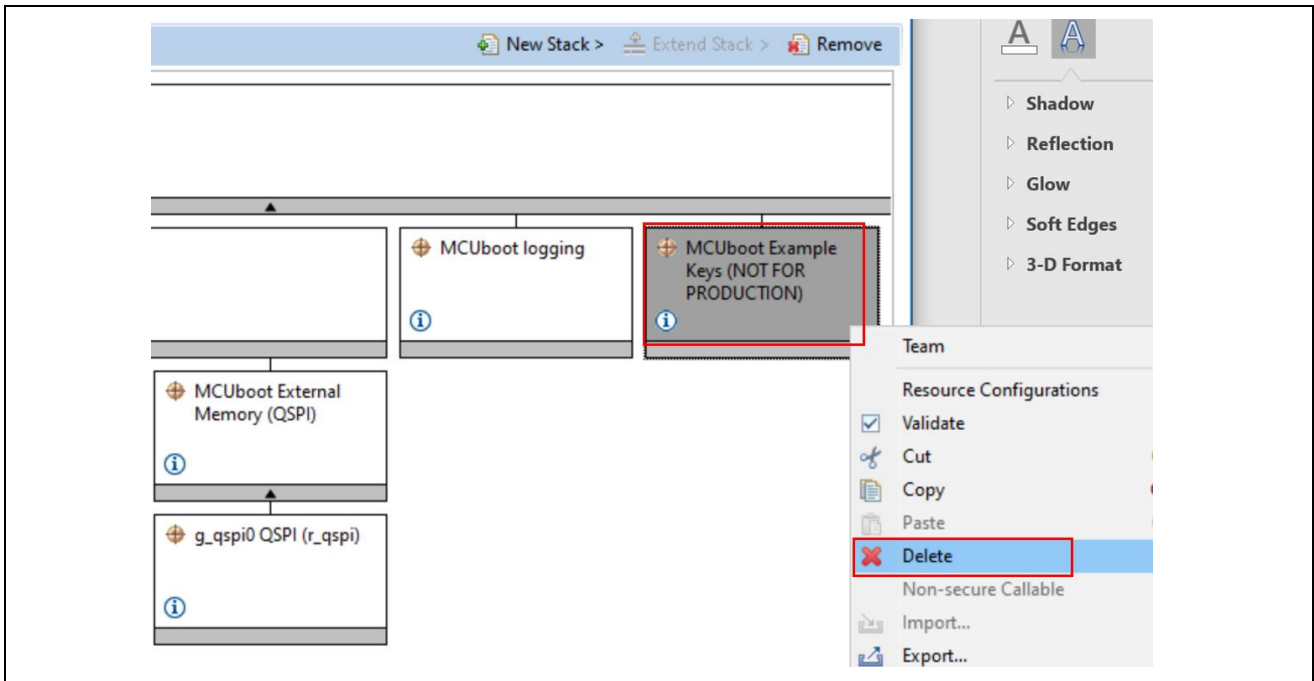 New Stack >
Extend Stack >
Remove
A A
Shadow
Reflection
Glow
Soft Edges
3-D Format
MCUboot logging
MCUboot Example
Keys (NOT FOR
PRODUCTION)
MCUboot External
Memory (QSPI)
g_qspi0 QSPI (r_qspi)
Team
Resource Configurations
Validate
Cut
Copy
Paste
Delete
Non-secure Callable
Import...
Export...